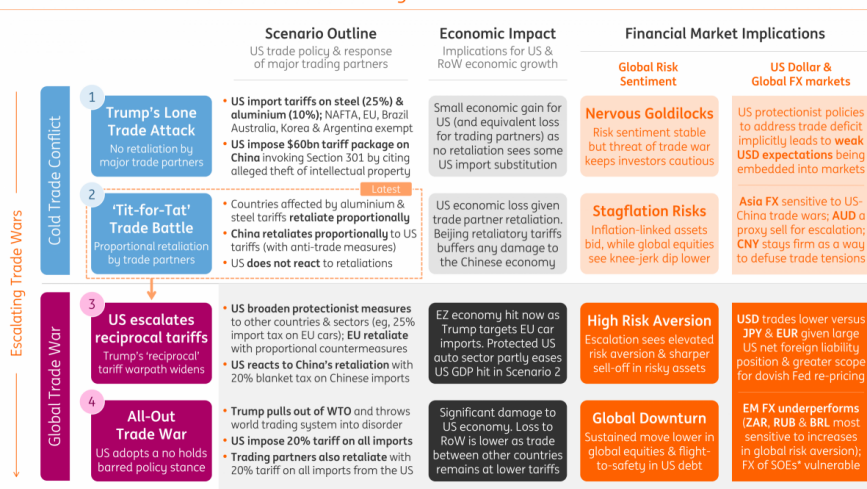 Scenario Outline
US trade policy & response
of major trading partners
Economic Impact
Implications for US &
RoW economic growth
Financial Market Implications
Global Risk
Sentiment
US Dollar &
Global FX markets
Escalating Trade Wars
Cold Trade Conflict
1
Trump's Lone
Trade Attack
No retaliation by
major trade partners
• US import tariffs on steel (25%) &
aluminium (10%); NAFTA, EU, Brazil
Australia, Korea & Argentina exempt
• US impose $60bn tariff package on
China invoking Section 301 by citing
alleged theft of intellectual property
Small economic gain for
US (and equivalent loss
for trading partners) as
no retaliation sees some
US import substitution
Nervous Goldilocks
Risk sentiment stable
but threat of trade war
keeps investors cautious
US protectionist policies
to address trade deficit
implicitly leads to weak
USD expectations being
embedded into markets
Latest
2
'Tit-for-Tat'
Trade Battle
Proportional retaliation
by trade partners
• Countries affected by aluminium &
steel tariffs retaliate proportionally
• China retaliates proportionally to US
tariffs (with anti-trade measures)
• US does not react to retaliations
US economic loss given
trade partner retaliation.
Beijing retaliatory tariffs
buffers any damage to
the Chinese economy
Stagflation Risks
Inflation-linked assets
bid, while global equities
see knee-jerk dip lower
Asia FX sensitive to US-
China trade wars; AUD a
proxy sell for escalation;
CNY stays firm as a way
to defuse trade tensions
Global Trade War
3
US escalates
reciprocal tariffs
Trump's 'reciprocal'
tariff warpath widens
• US broaden protectionist measures
to other countries & sectors (eg, 25%
import tax on EU cars); EU retaliate
with proportional countermeasures
• US reacts to China's retaliation with
20% blanket tax on Chinese imports
EZ economy hit now as
Trump targets EU car
imports. Protected US
auto sector partly eases
US GDP hit in Scenario 2
High Risk Aversion
Escalation sees elevated
risk aversion & sharper
sell-off in risky assets
USD trades lower versus
JPY & EUR given large
US net foreign liability
position & greater scope
for dovish Fed re-pricing
4
All-Out
Trade War
US adopts a no holds
barred policy stance
• Trump pulls out of WTO and throws
world trading system into disorder
• US impose 20% tariff on all imports
• Trading partners also retaliate with
20% tariff on all imports from the US
Significant damage to
US economy. Loss to
RoW is lower as trade
between other countries
remains at lower tariffs
Global Downturn
Sustained move lower in
global equities & flight-
to-safety in US debt
EM FX underperforms
(ZAR, RUB & BRL most
sensitive to increases
in global risk aversion);
FX of SOEs* vulnerable